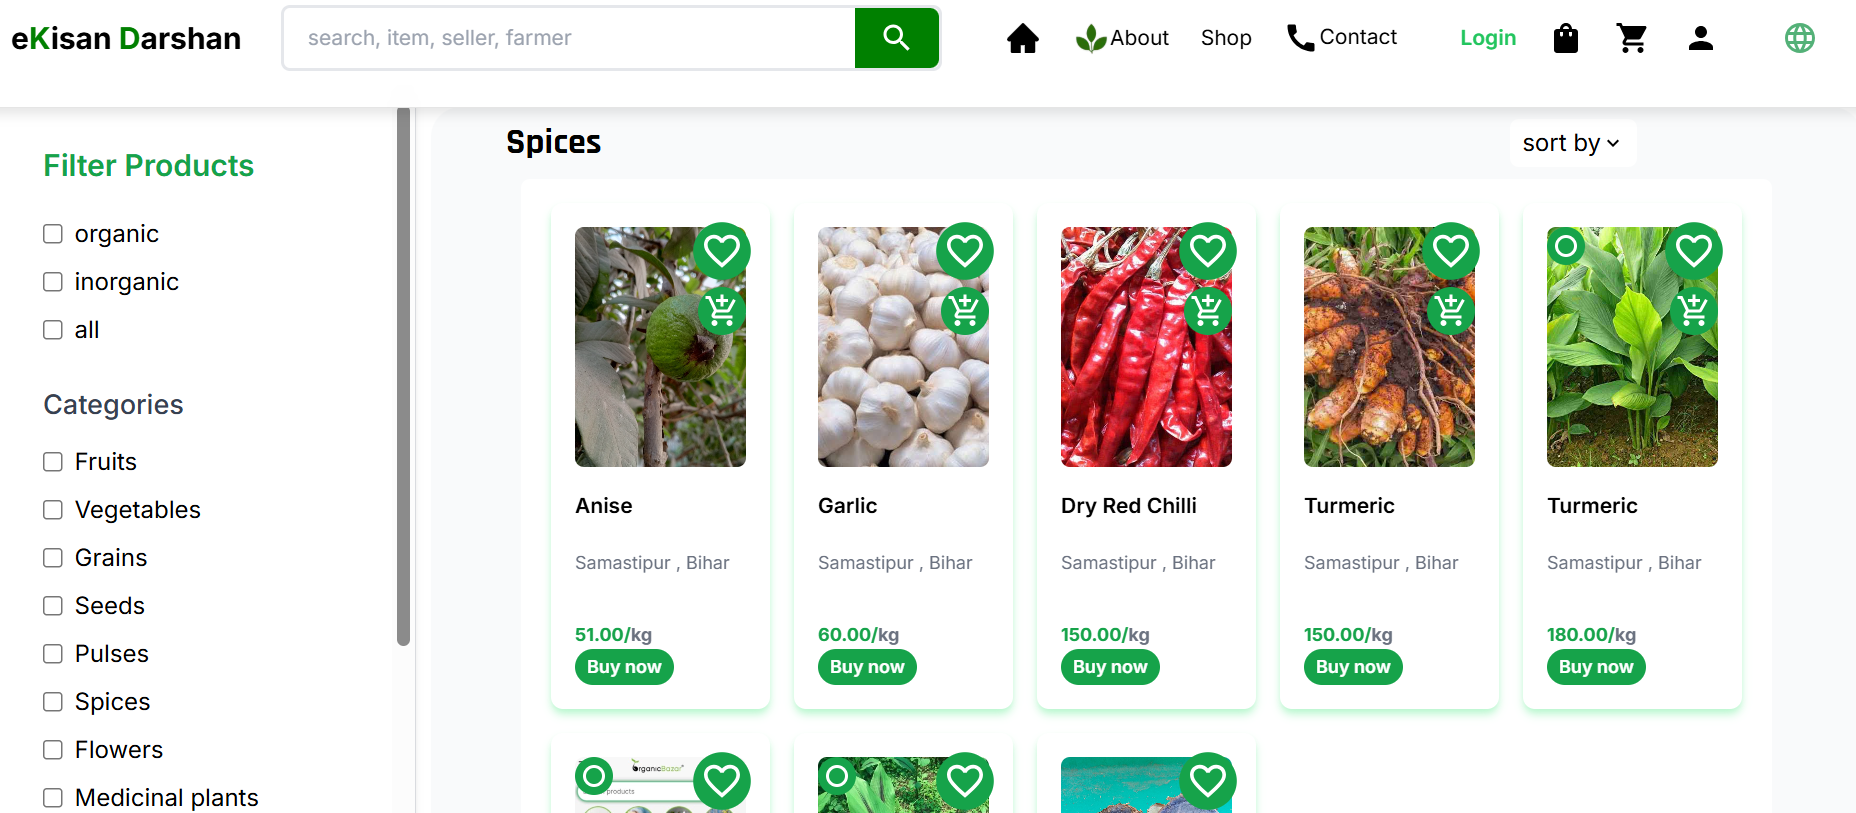 eKisan Darshan
search, item, seller, farmer
About
Shop
Contact
Login
Filter Products
organic
inorganic
all
Categories
Fruits
Vegetables
Grains
Seeds
Pulses
Spices
Flowers
Medicinal plants
Spices
sort by
Anise
Samastipur , Bihar
51.00/kg
Buy now
Garlic
Samastipur , Bihar
60.00/kg
Buy now
Dry Red Chilli
Samastipur , Bihar
150.00/kg
Buy now
Turmeric
Samastipur , Bihar
150.00/kg
Buy now
Turmeric
Samastipur , Bihar
180.00/kg
Buy now
OrganicBazar
products